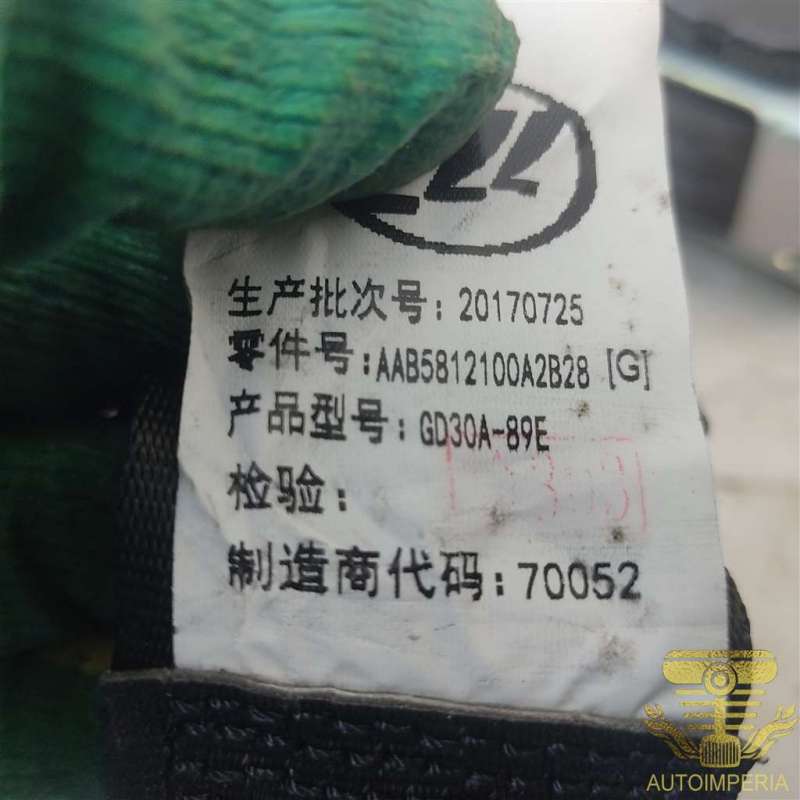 生产批次号：20170725
零件号：AAB5812100A2B28 [G]
产品型号：GD30A-89E
检验：
制造商代码：70052
AUTOIMPERIA